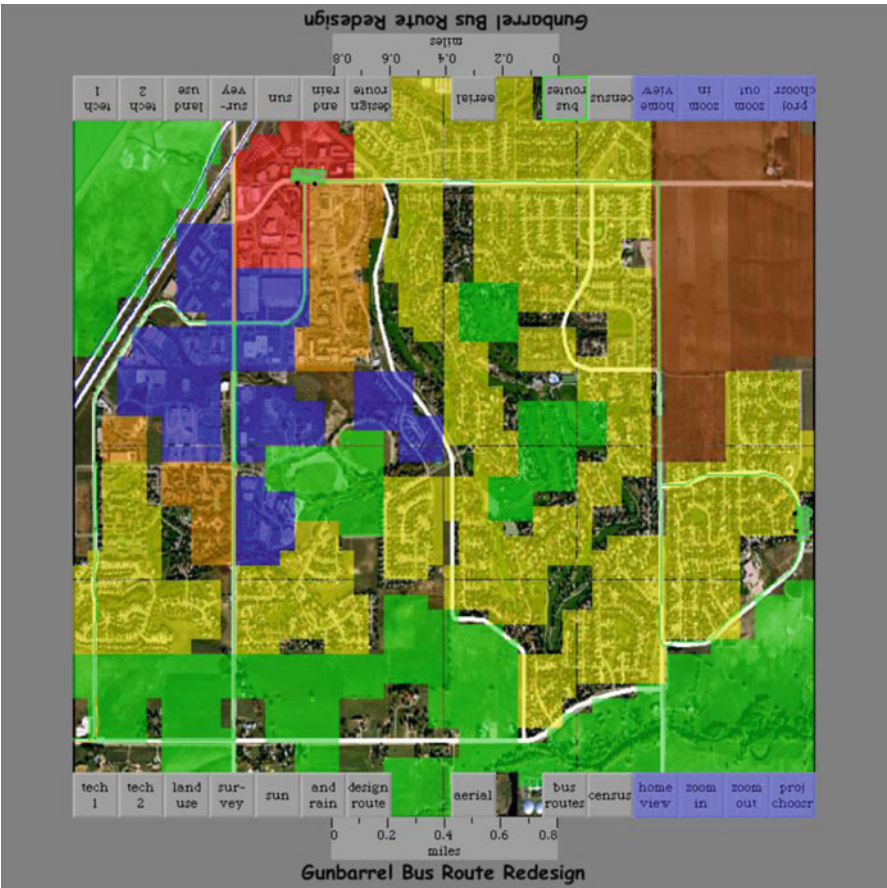 Gunbarrel Bus Route Redesign
miles
0.8 0.6 0.4 0.2 0
tech 1
tech 2
land use
sur-vey
sun
and rain
design route
aerial
bus routes
census
home view
zoom in
zoom out
proj choosr
tech 1
tech 2
land use
sur-vey
sun
and rain
design route
aerial
bus routes
census
home view
zoom in
zoom out
proj choosr
0 0.2 0.4 0.6 0.8
miles
Gunbarrel Bus Route Redesign